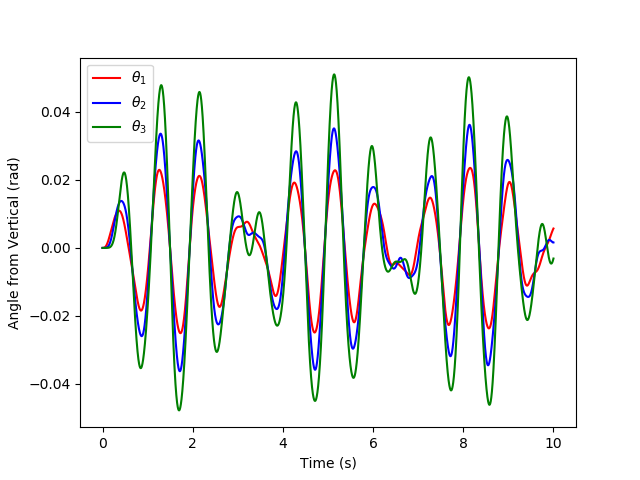 θ1
θ2
θ3
0.04
0.02
0.00
−0.02
−0.04
Angle from Vertical (rad)
0 2 4 6 8 10
Time (s)